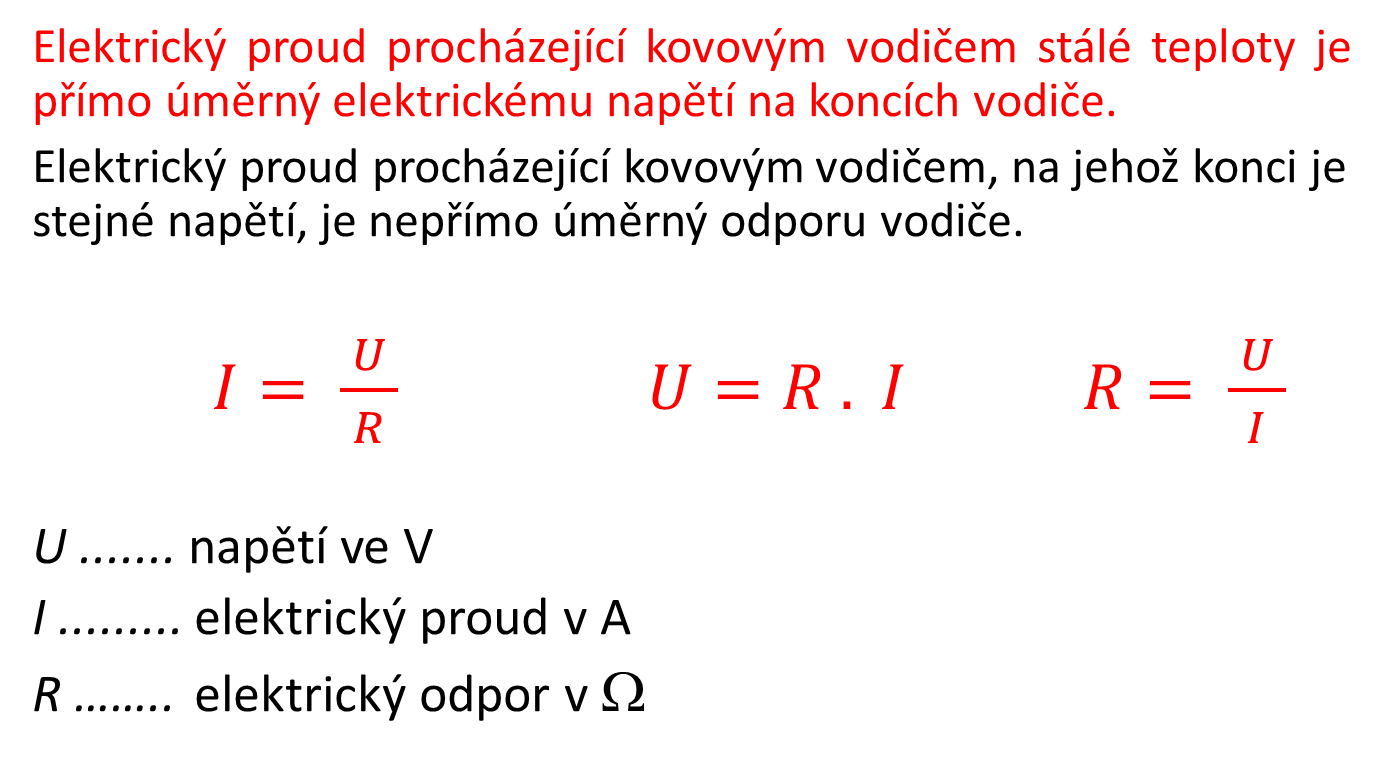 Elektrický proud procházející kovovým vodičem stálé teploty je
přímo úměrný elektrickému napětí na koncích vodiče.
Elektrický proud procházející kovovým vodičem, na jehož konci je
stejné napětí, je nepřímo úměrný odporu vodiče.
I = U/R U = R . I R = U/I
U ....... napětí ve V
I ......... elektrický proud v A
R ........ elektrický odpor v Ω